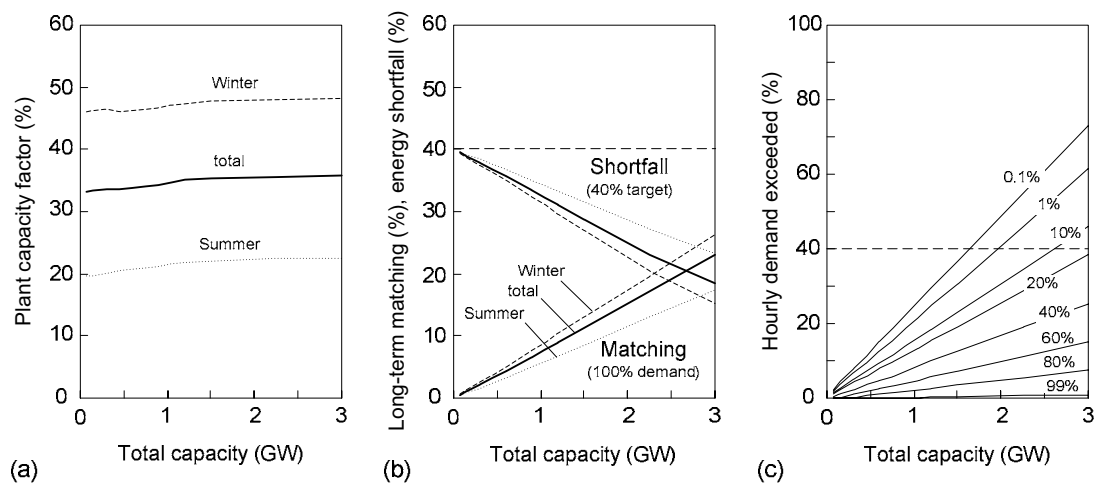 Plant capacity factor (%)
60
50
40
30
20
10
0
Winter
total
Summer
0
1
2
3
Total capacity (GW)
(a)
Long-term matching (%), energy shortfall (%)
60
50
40
30
20
10
0
Shortfall
(40% target)
Winter
total
Summer
Matching
(100% demand)
0
1
2
3
Total capacity (GW)
(b)
Hourly demand exceeded (%)
100
80
60
40
20
0
0.1%
1%
10%
20%
40%
60%
80%
99%
0
1
2
3
Total capacity (GW)
(c)